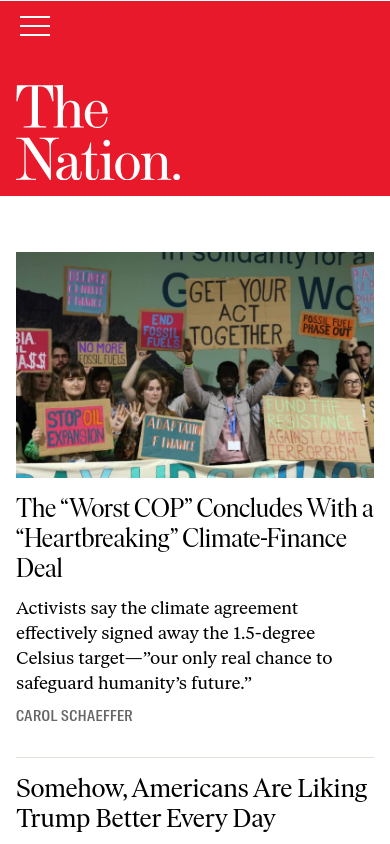 The
Nation.
in solidarity for a
GET YOUR
ACT
TOGETHER
DELIVER
FINANCE
END
FOSSIL
FUELS
NO MORE
FOSSIL FUELS
FOSSIL FUEL
PHASE OUT
STOP OIL
EXPANSION
ADAPTATION
FINANCE
FUND THE
RESISTANCE
AGAINST CLIMATE
TERRORISM
The “Worst COP” Concludes With a
“Heartbreaking” Climate-Finance
Deal
Activists say the climate agreement
effectively signed away the 1.5-degree
Celsius target—”our only real chance to
safeguard humanity’s future.”
CAROL SCHAEFFER
Somehow, Americans Are Liking
Trump Better Every Day